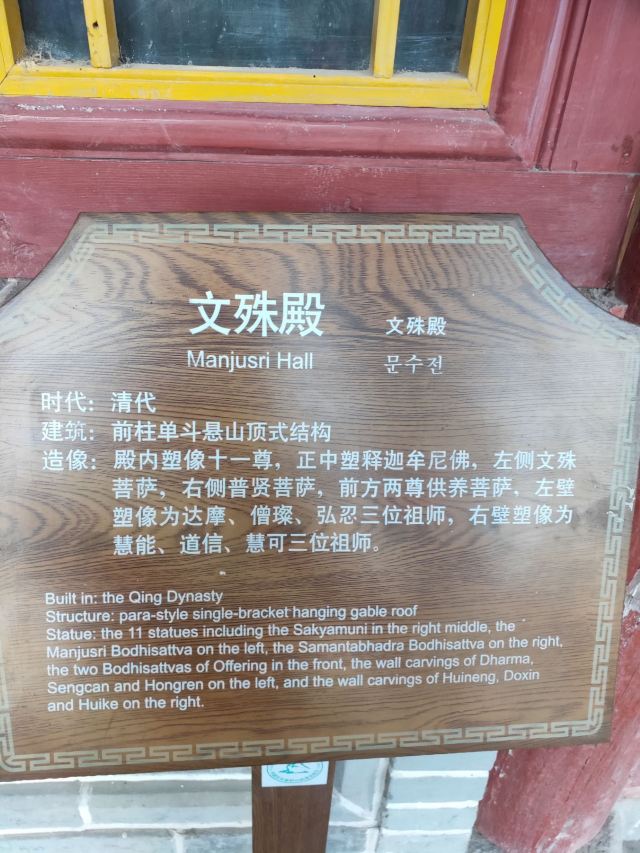 文殊殿 文殊殿
Manjusri Hall 문수전
时代：清代
建筑：前柱单斗悬山顶式结构
造像：殿内塑像十一尊，正中塑释迦牟尼佛，左侧文殊
菩萨，右侧普贤菩萨，前方两尊供养菩萨，左壁
塑像为达摩、僧璨、弘忍三位祖师，右壁塑像为
慧能、道信、慧可三位祖师。
Built in: the Qing Dynasty
Structure: para-style single-bracket hanging gable roof
Statue: the 11 statues including the Sakyamuni in the right middle, the
Manjusri Bodhisattva on the left, the Samantabhadra Bodhisattva on the right,
the two Bodhisattvas of Offering in the front, the wall carvings of Dharma,
Sengcan and Hongren on the left, and the wall carvings of Huineng, Doxin
and Huike on the right.